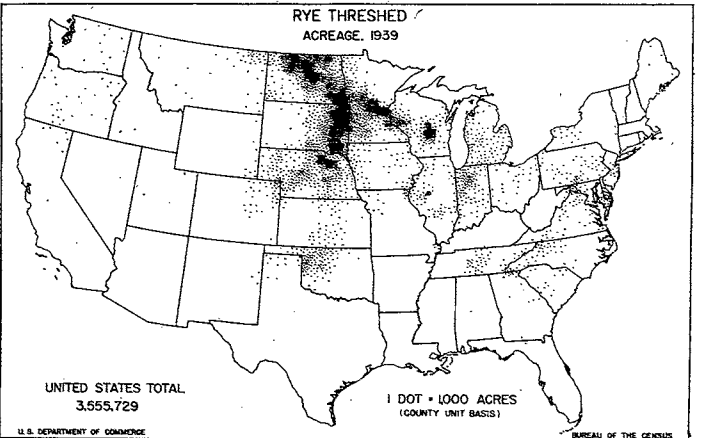 RYE THRESHED
ACREAGE, 1939
UNITED STATES TOTAL
3,555,729
1 DOT = 1,000 ACRES
(COUNTY UNIT BASIS)
U. S. DEPARTMENT OF COMMERCE
BUREAU OF THE CENSUS